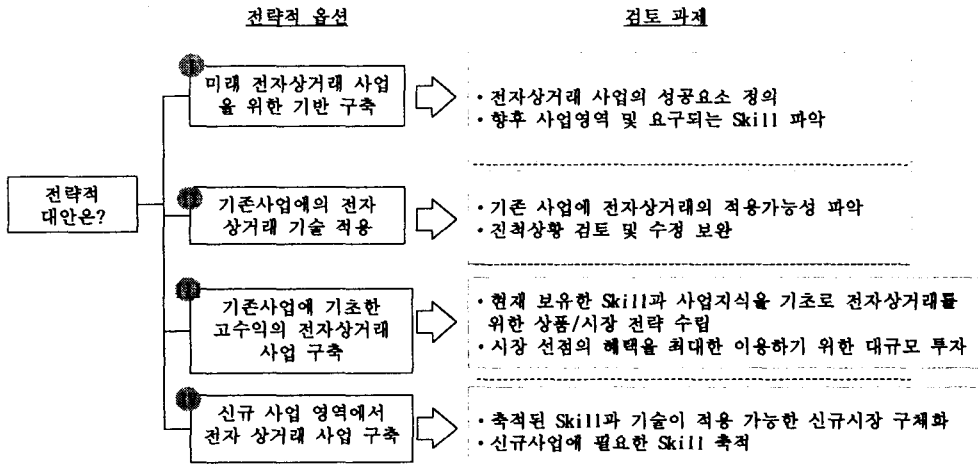 전략적 옵션
검토 과제
미래 전자상거래 사업
을 위한 기반 구축
· 전자상거래 사업의 성공요소 정의
· 향후 사업영역 및 요구되는 Skill 파악
전략적
대안은?
기존사업에의 전자
상거래 기술 적용
· 기존 사업에 전자상거래의 적용가능성 파악
· 진척상황 검토 및 수정 보완
기존사업에 기초한
고수익의 전자상거래
사업 구축
· 현재 보유한 Skill과 사업지식을 기초로 전자상거래를
위한 상품/시장 전략 수립
· 시장 선점의 혜택을 최대한 이용하기 위한 대규모 투자
신규 사업 영역에서
전자 상거래 사업 구축
· 축적된 Skill과 기술이 적용 가능한 신규시장 구체화
· 신규사업에 필요한 Skill 축적